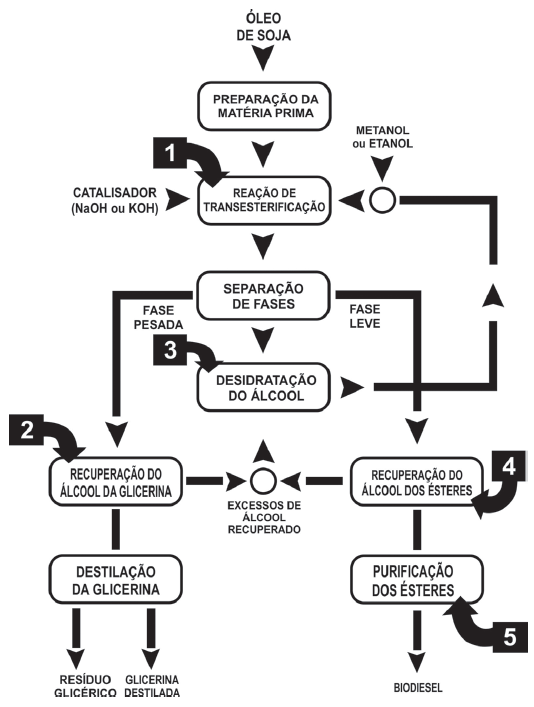 ÓLEO
DE SOJA
PREPARAÇÃO DA
MATÉRIA PRIMA
METANOL
ou ETANOL
1
CATALISADOR
(NaOH ou KOH)
REAÇÃO DE
TRANSESTERIFICAÇÃO
SEPARAÇÃO
DE FASES
FASE
PESADA
FASE
LEVE
3
DESIDRATAÇÃO
DO ÁLCOOL
2
RECUPERAÇÃO DO
ÁLCOOL DA GLICERINA
EXCESSOS DE
ÁLCOOL
RECUPERADO
4
RECUPERAÇÃO DO
ÁLCOOL DOS ÉSTERES
DESTILAÇÃO
DA GLICERINA
PURIFICAÇÃO
DOS ÉSTERES
5
RESÍDUO
GLICÉRICO
GLICERINA
DESTILADA
BIODIESEL